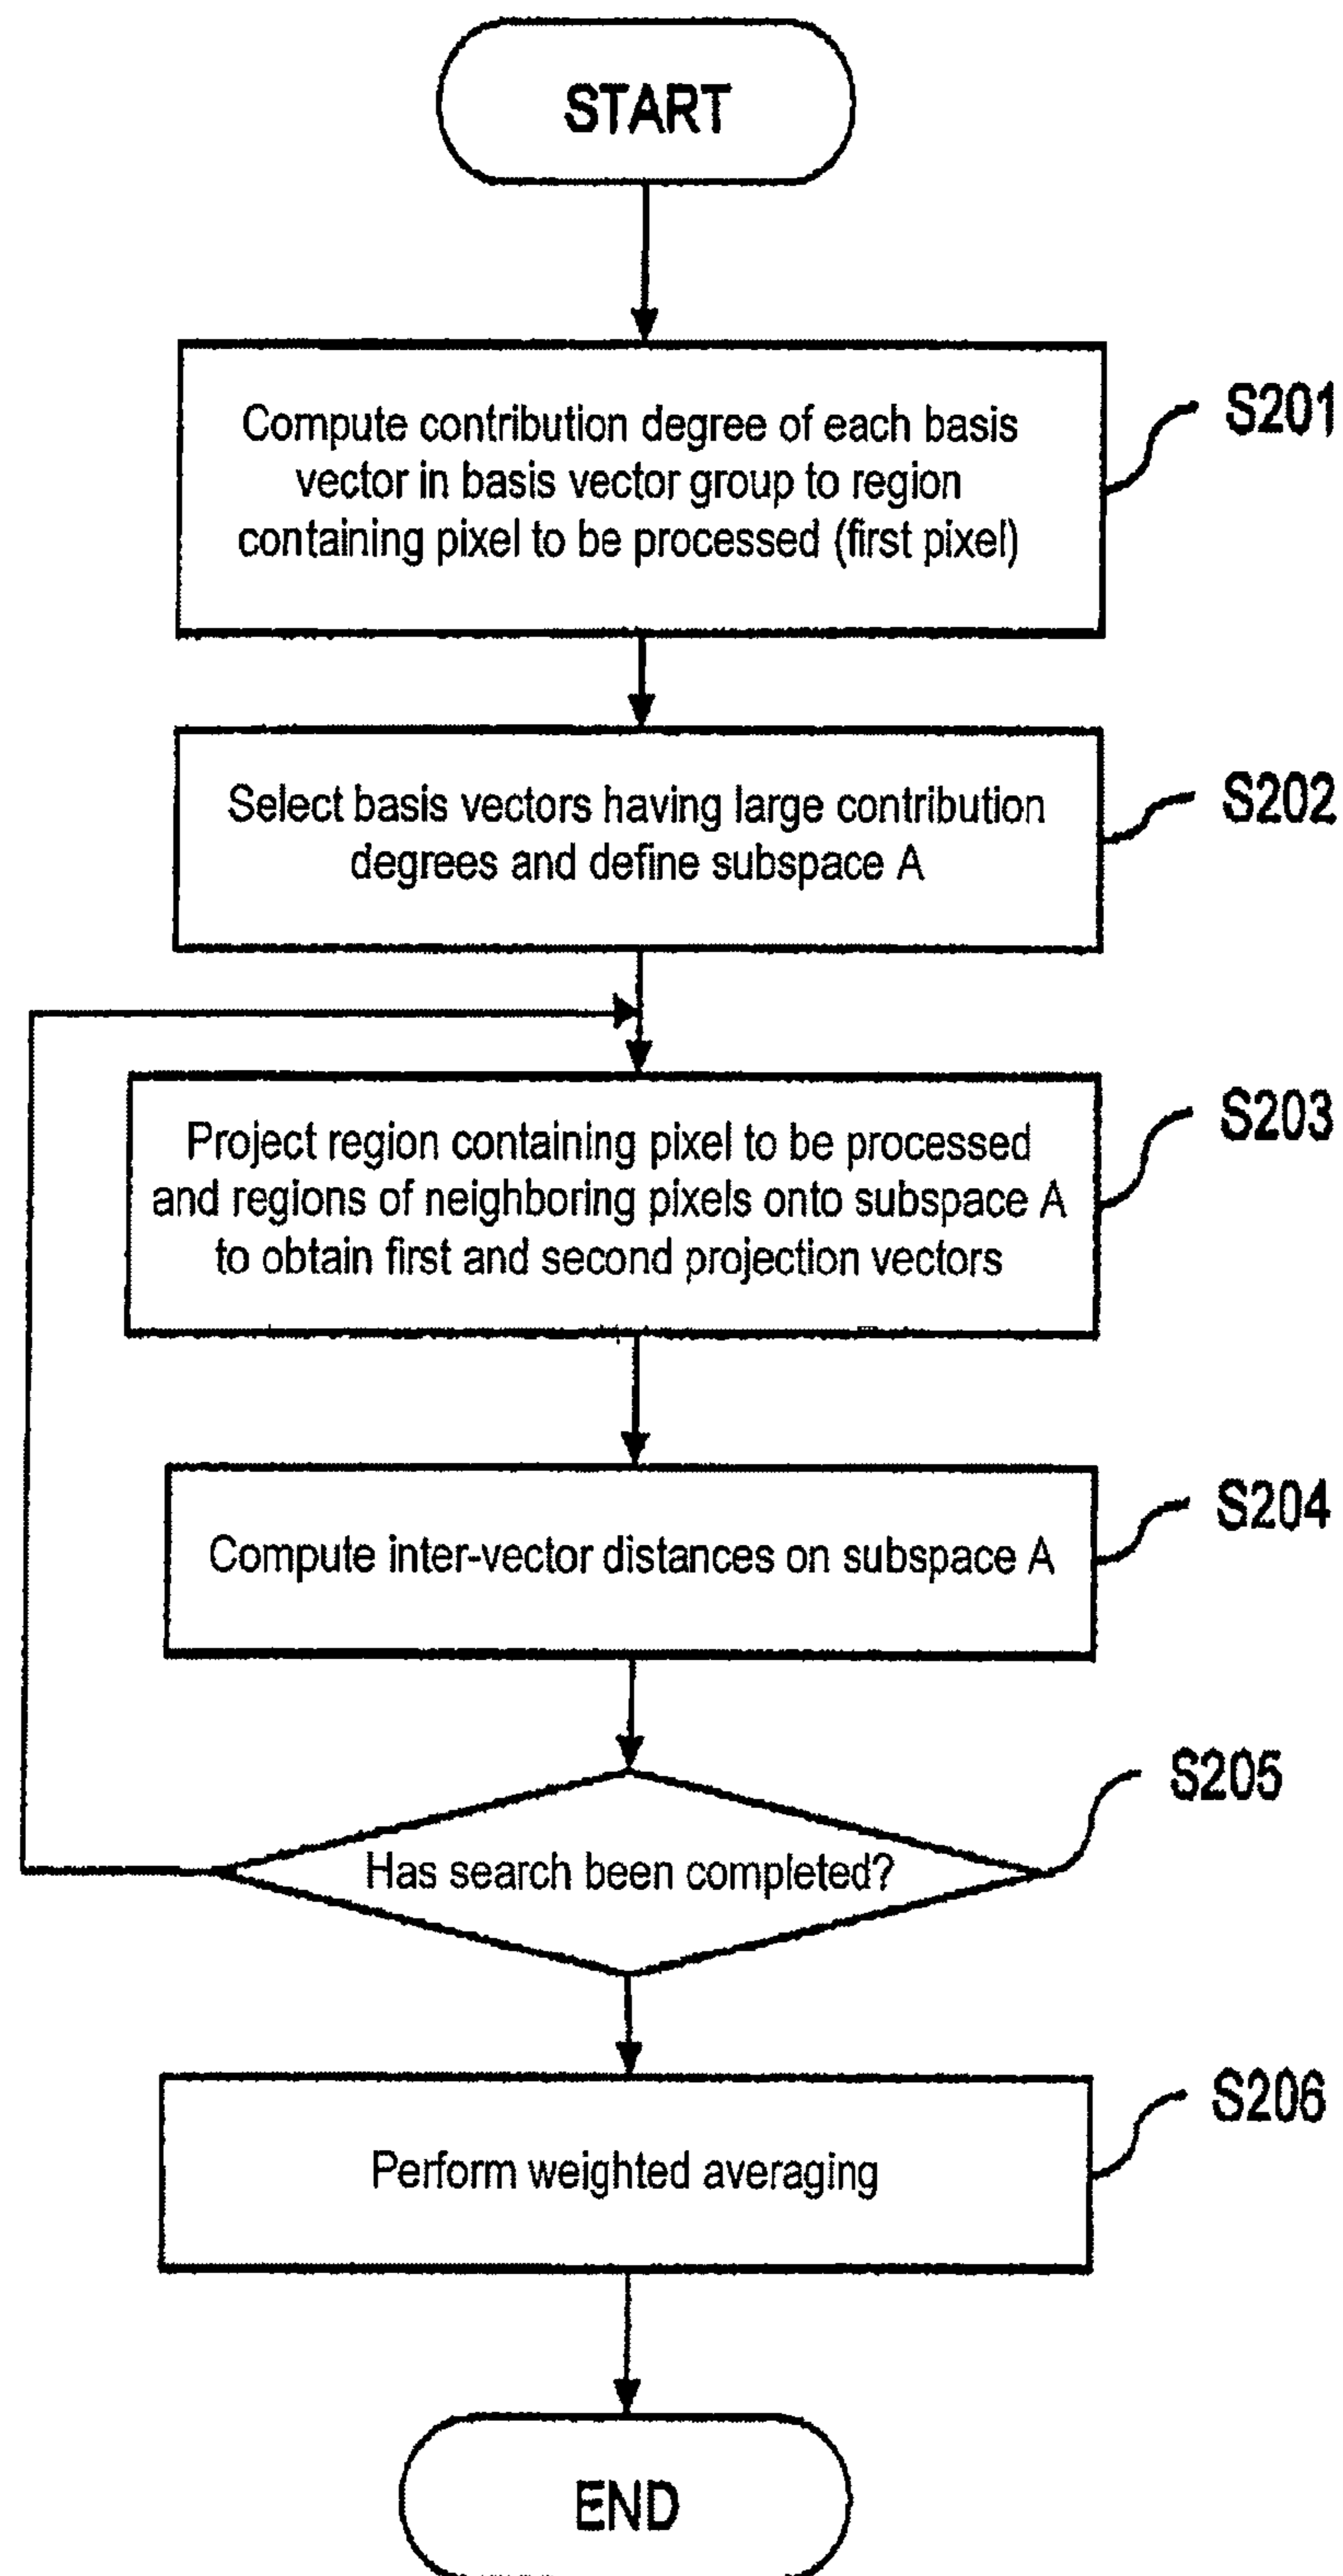 START
Compute contribution degree of each basis
vector in basis vector group to region
containing pixel to be processed (first pixel)
S201
Select basis vectors having large contribution
degrees and define subspace A
S202
Project region containing pixel to be processed
and regions of neighboring pixels onto subspace A
to obtain first and second projection vectors
S203
Compute inter-vector distances on subspace A
S204
Has search been completed?
S205
Perform weighted averaging
S206
END